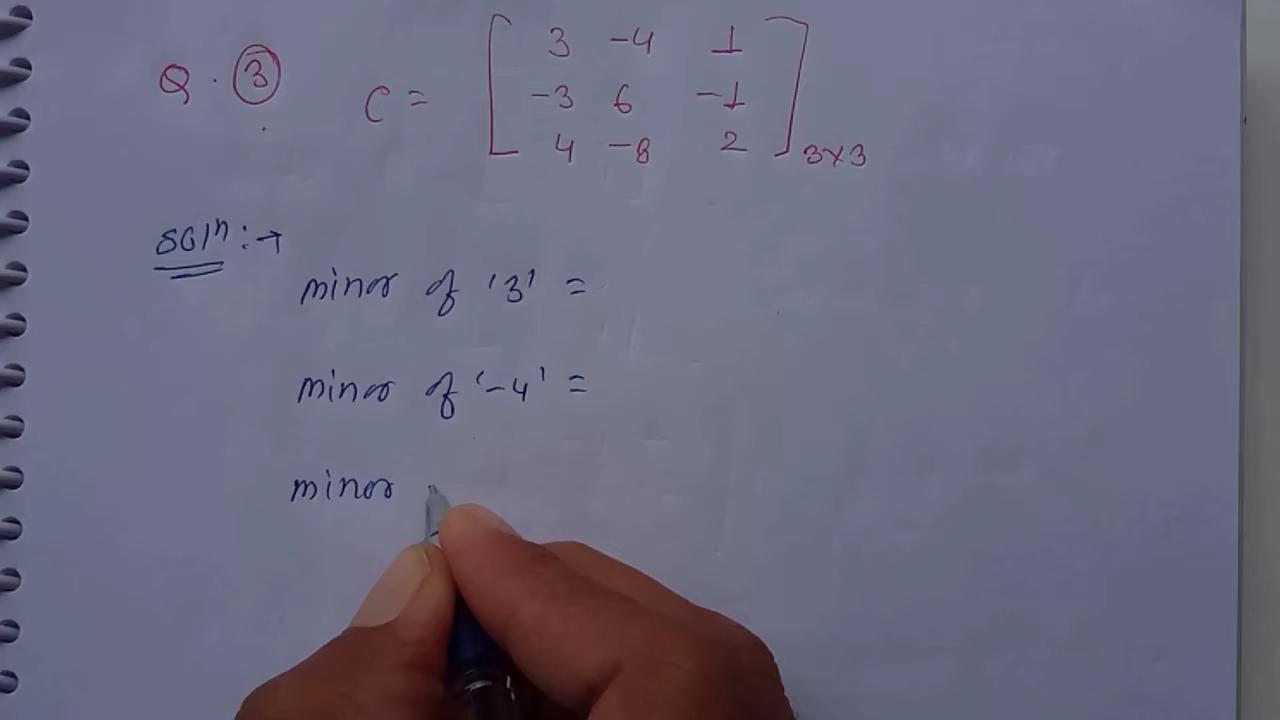 Q. 3 C = [ 3 -4 1
-3 6 -1
4 -8 2 ]3×3
soln :→
minor of '3' =
minor of '-4' =
minor